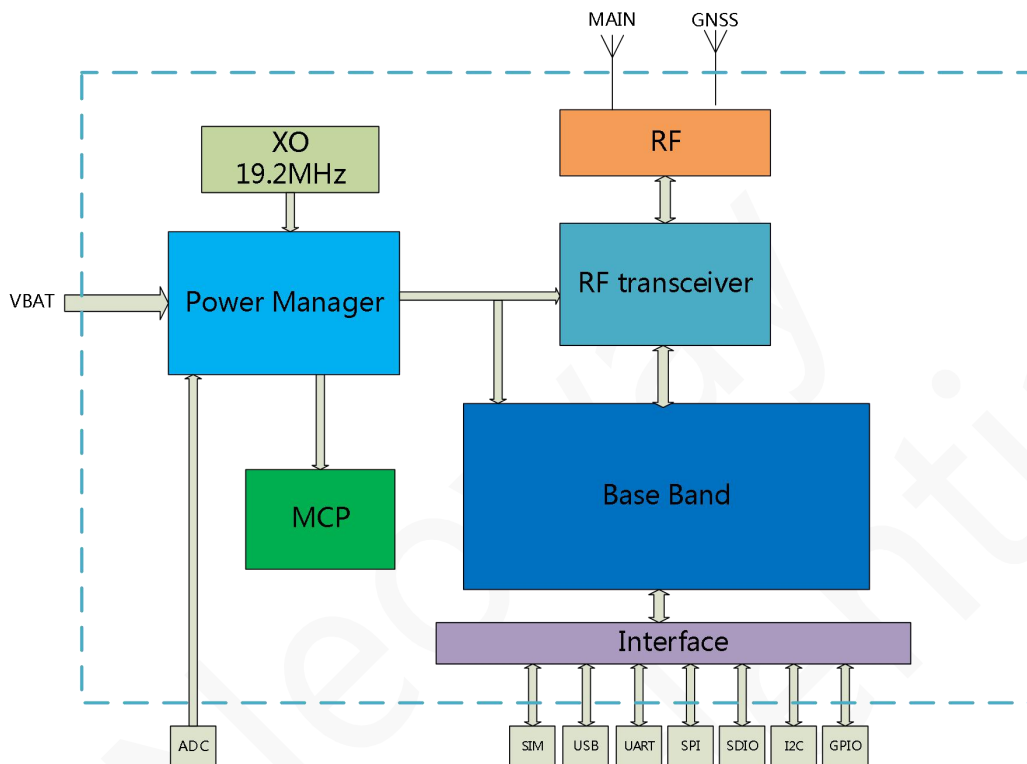 MAIN GNSS
XO
19.2MHz
RF
VBAT
Power Manager
RF transceiver
MCP
Base Band
Interface
ADC
SIM USB UART SPI SDIO I2C GPIO